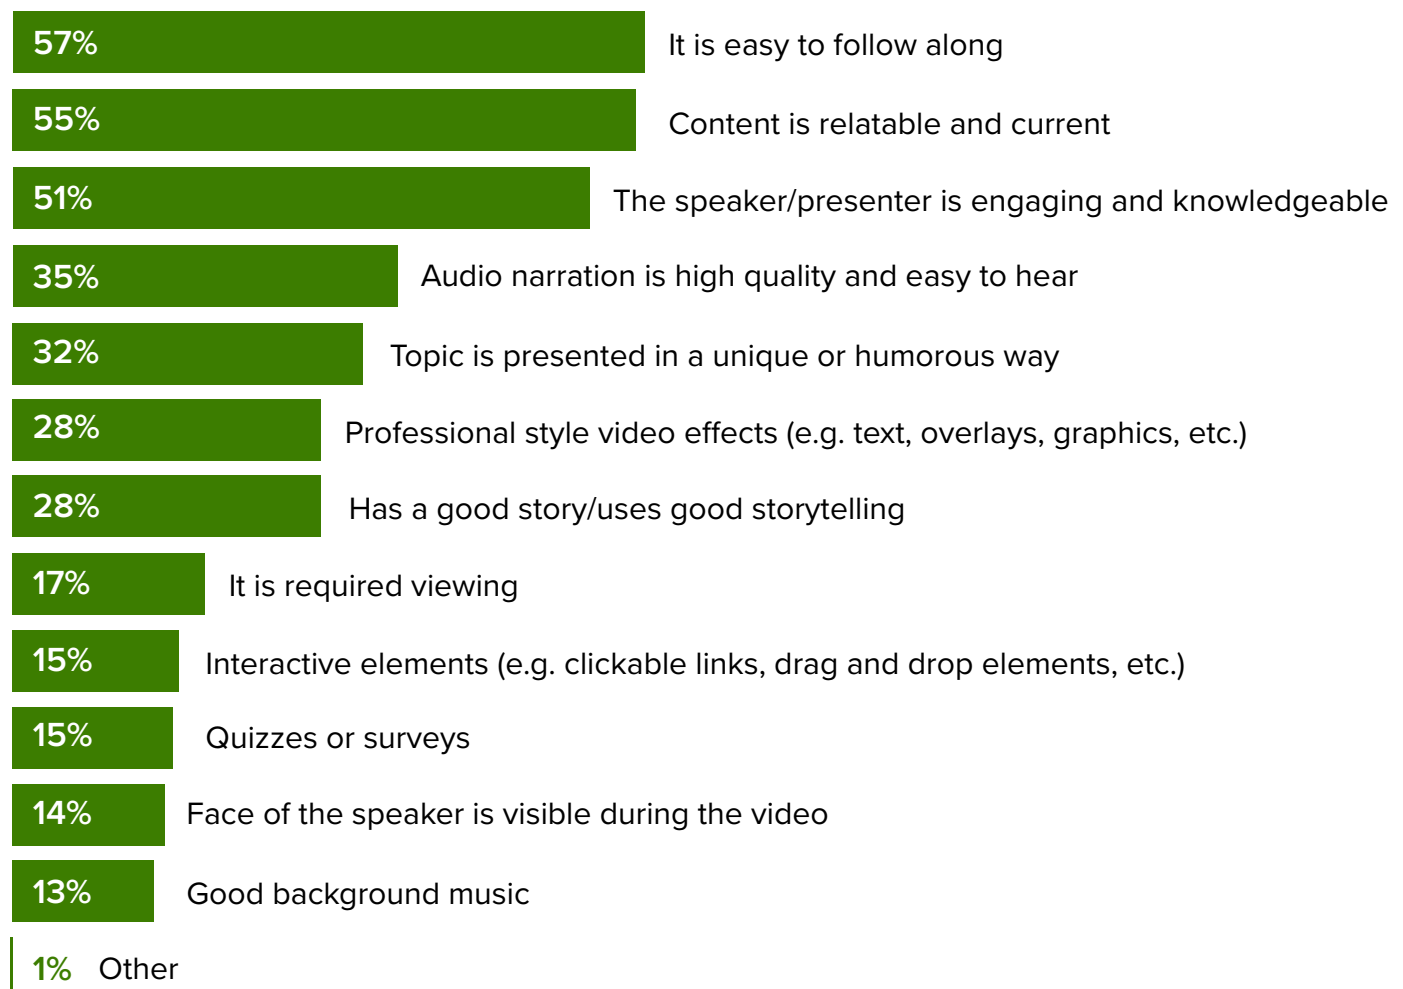 57% It is easy to follow along
55% Content is relatable and current
51% The speaker/presenter is engaging and knowledgeable
35% Audio narration is high quality and easy to hear
32% Topic is presented in a unique or humorous way
28% Professional style video effects (e.g. text, overlays, graphics, etc.)
28% Has a good story/uses good storytelling
17% It is required viewing
15% Interactive elements (e.g. clickable links, drag and drop elements, etc.)
15% Quizzes or surveys
14% Face of the speaker is visible during the video
13% Good background music
1% Other